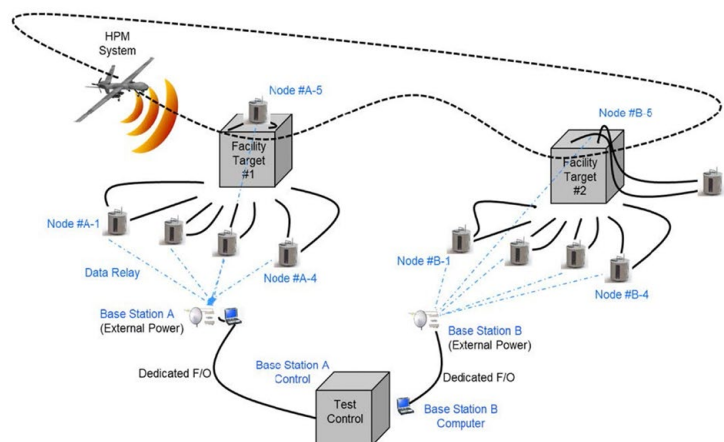 HPM
System
Node #A-5
Node #B-5
Facility
Target
#1
Facility
Target
#2
Node #A-1
Node #B-1
Data Relay
Node #A-4
Node #B-4
Base Station A
(External Power)
Base Station B
(External Power)
Dedicated F/O
Base Station A
Control
Dedicated F/O
Test
Control
Base Station B
Computer